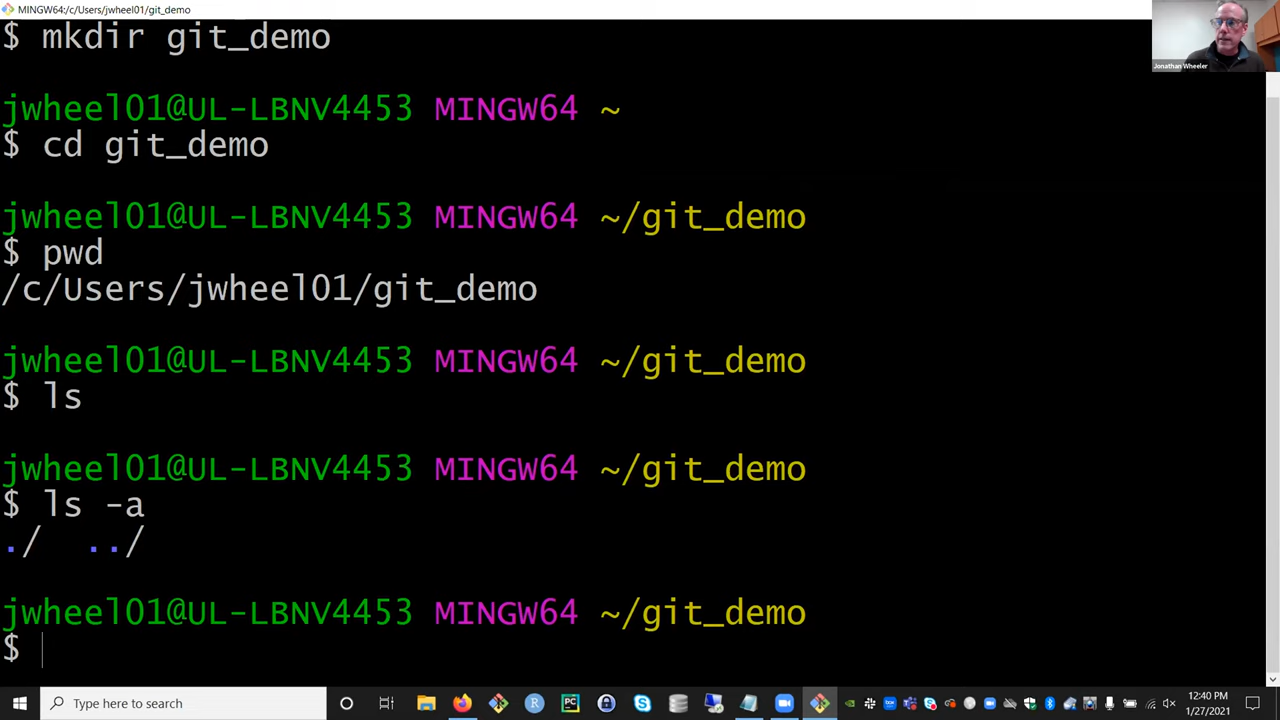 MINGW64:/c/Users/jwheel01/git_demo
$ mkdir git_demo
Jonathan Wheeler
jwheel01@UL-LBNV4453 MINGW64 ~
$ cd git_demo
jwheel01@UL-LBNV4453 MINGW64 ~/git_demo
$ pwd
/c/Users/jwheel01/git_demo
jwheel01@UL-LBNV4453 MINGW64 ~/git_demo
$ ls
jwheel01@UL-LBNV4453 MINGW64 ~/git_demo
$ ls -a
./ ../
jwheel01@UL-LBNV4453 MINGW64 ~/git_demo
$
Type here to search
12:40 PM
1/27/2021